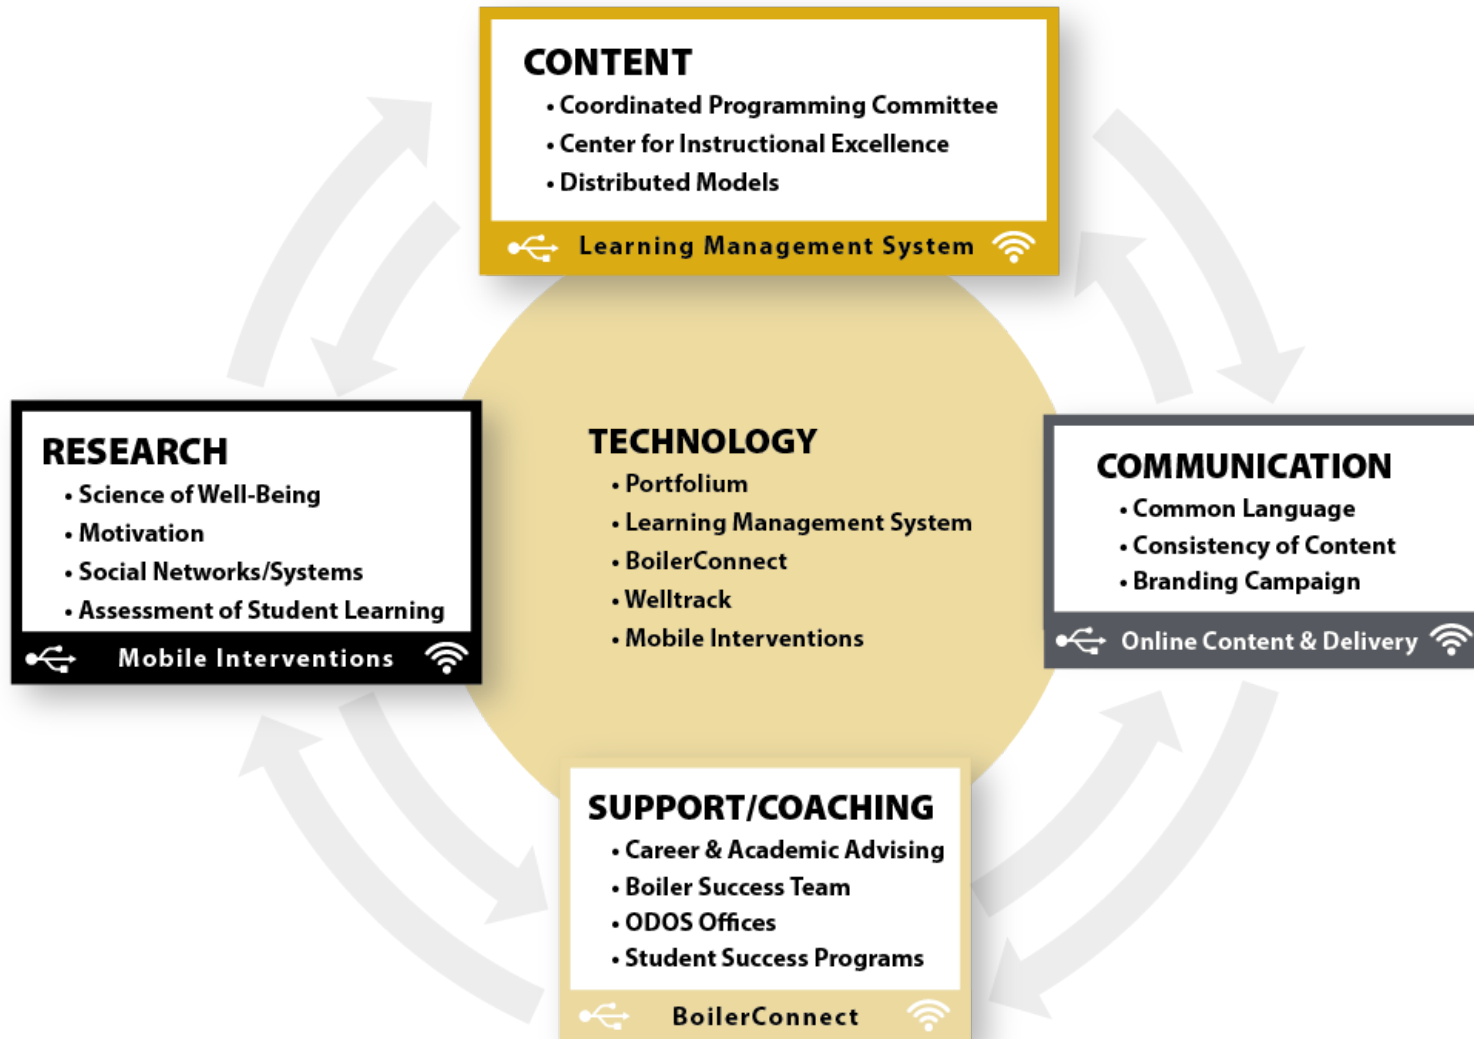 CONTENT
• Coordinated Programming Committee
• Center for Instructional Excellence
• Distributed Models
Learning Management System
RESEARCH
• Science of Well-Being
• Motivation
• Social Networks/Systems
• Assessment of Student Learning
Mobile Interventions
TECHNOLOGY
• Portfolium
• Learning Management System
• BoilerConnect
• Welltrack
• Mobile Interventions
COMMUNICATION
• Common Language
• Consistency of Content
• Branding Campaign
Online Content & Delivery
SUPPORT/COACHING
• Career & Academic Advising
• Boiler Success Team
• ODOS Offices
• Student Success Programs
BoilerConnect